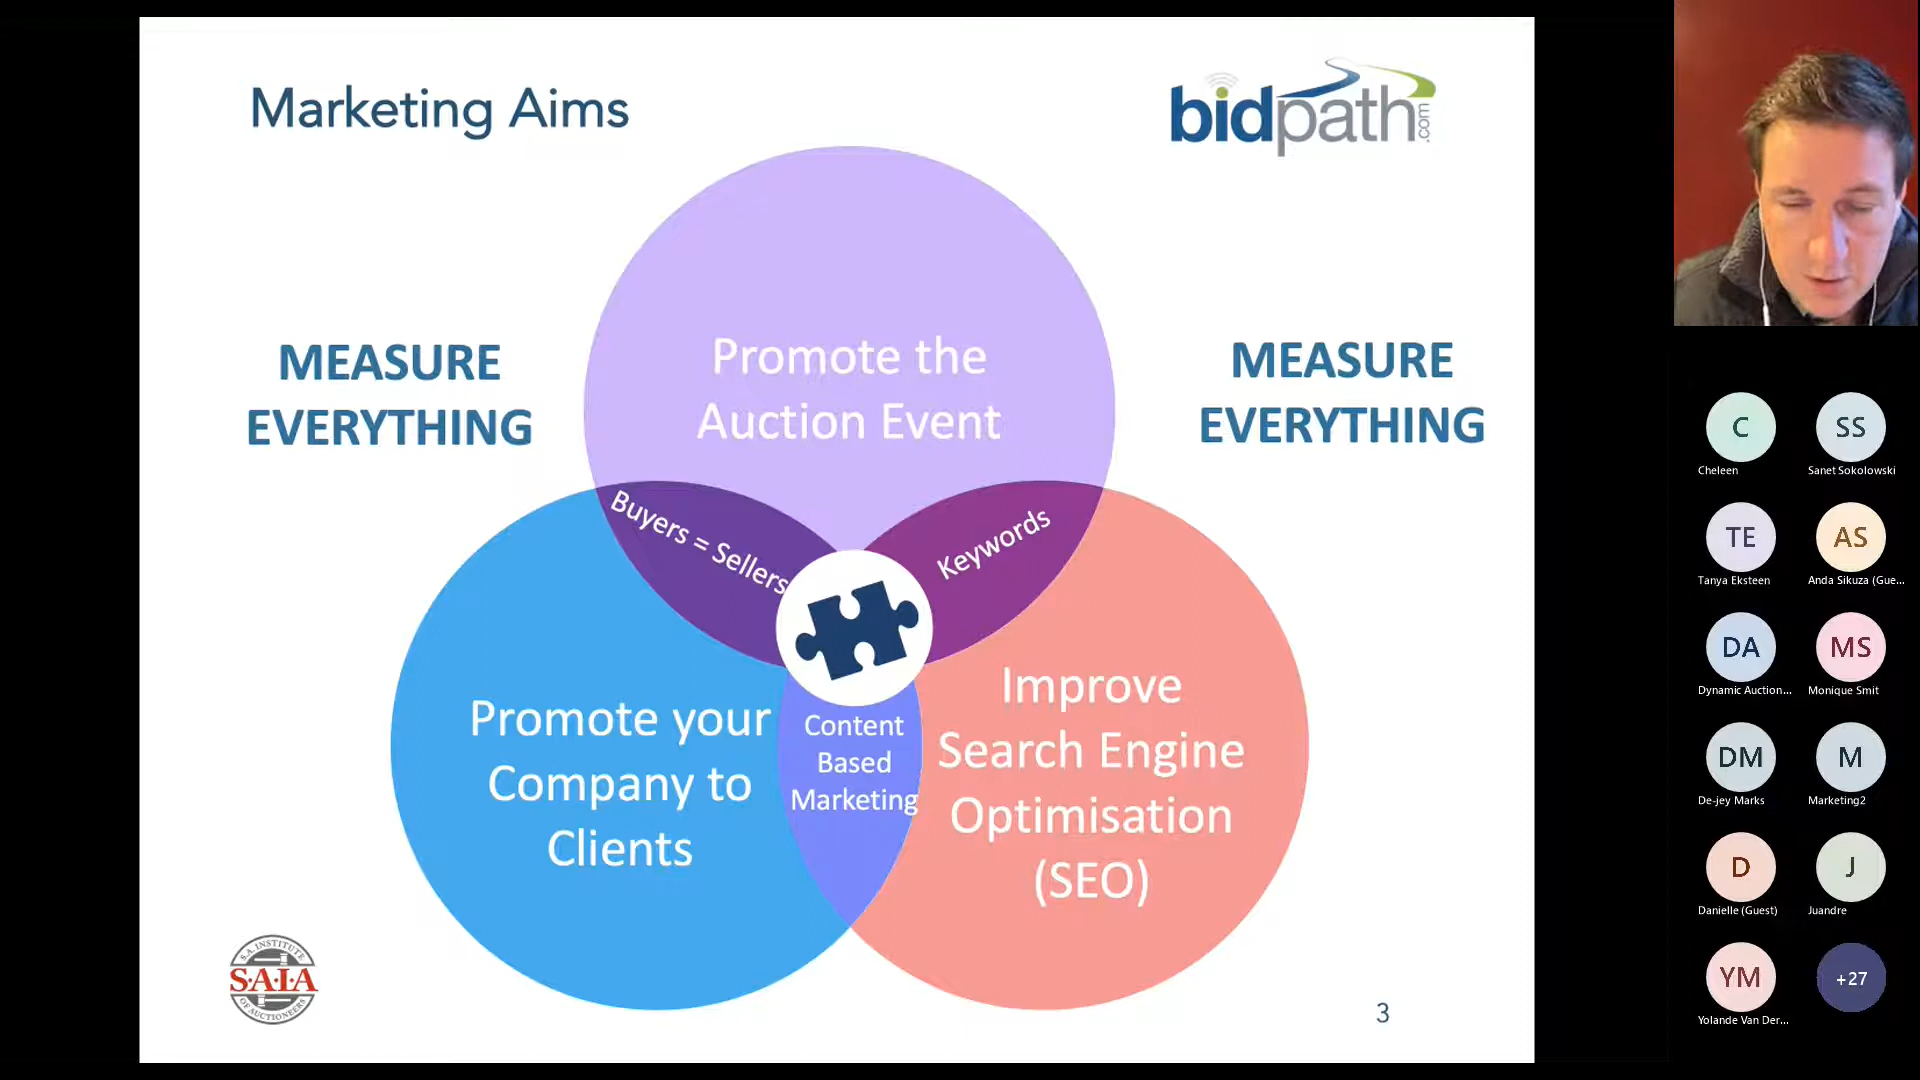 Marketing Aims
bidpath.com
MEASURE
EVERYTHING
MEASURE
EVERYTHING
Promote the
Auction Event
Buyers = Sellers
Keywords
Promote your
Company to
Clients
Content
Based
Marketing
Improve
Search Engine
Optimisation
(SEO)
S.A. INSTITUTE
S·A·I·A
OF AUCTIONEERS
3
C
Cheleen
SS
Sanet Sokolowski
TE
Tanya Eksteen
AS
Anda Sikuza (Gue...
DA
Dynamic Auction...
MS
Monique Smit
DM
De-jey Marks
M
Marketing2
D
Danielle (Guest)
J
Juandre
YM
Yolande Van Der...
+27